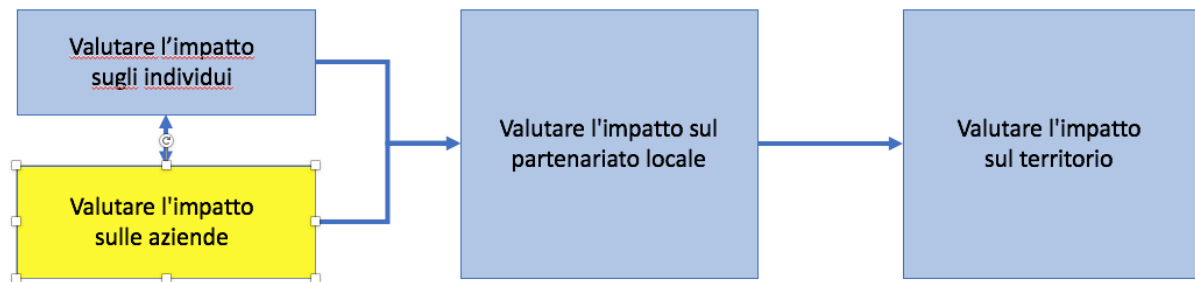 Valutare l’impatto
sugli individui
Valutare l'impatto
sulle aziende
Valutare l'impatto sul
partenariato locale
Valutare l'impatto
sul territorio